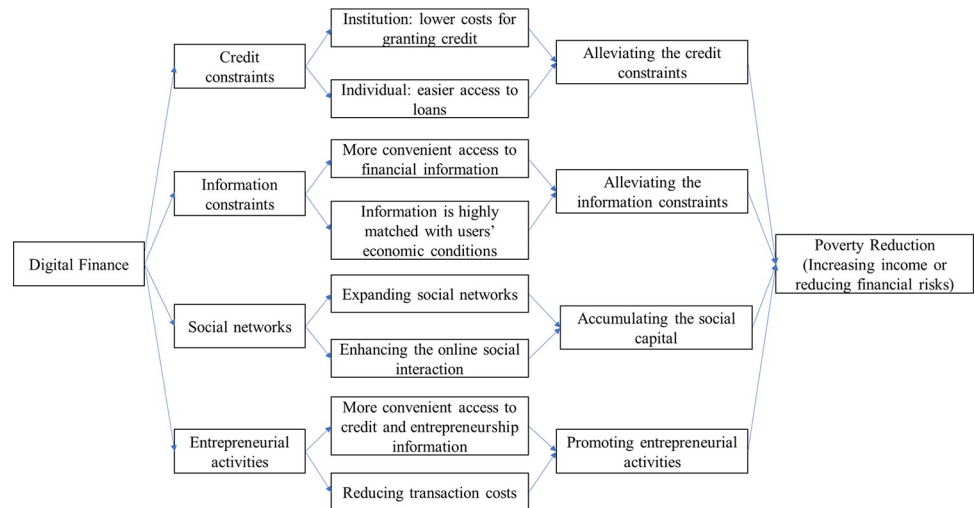 Digital Finance
Credit
constraints
Information
constraints
Social networks
Entrepreneurial
activities
Institution: lower costs for
granting credit
Individual: easier access to
loans
More convenient access to
financial information
Information is highly
matched with users’
economic conditions
Expanding social networks
Enhancing the online social
interaction
More convenient access to
credit and entrepreneurship
information
Reducing transaction costs
Alleviating the credit
constraints
Alleviating the
information constraints
Accumulating the social
capital
Promoting entrepreneurial
activities
Poverty Reduction
(Increasing income or
reducing financial risks)